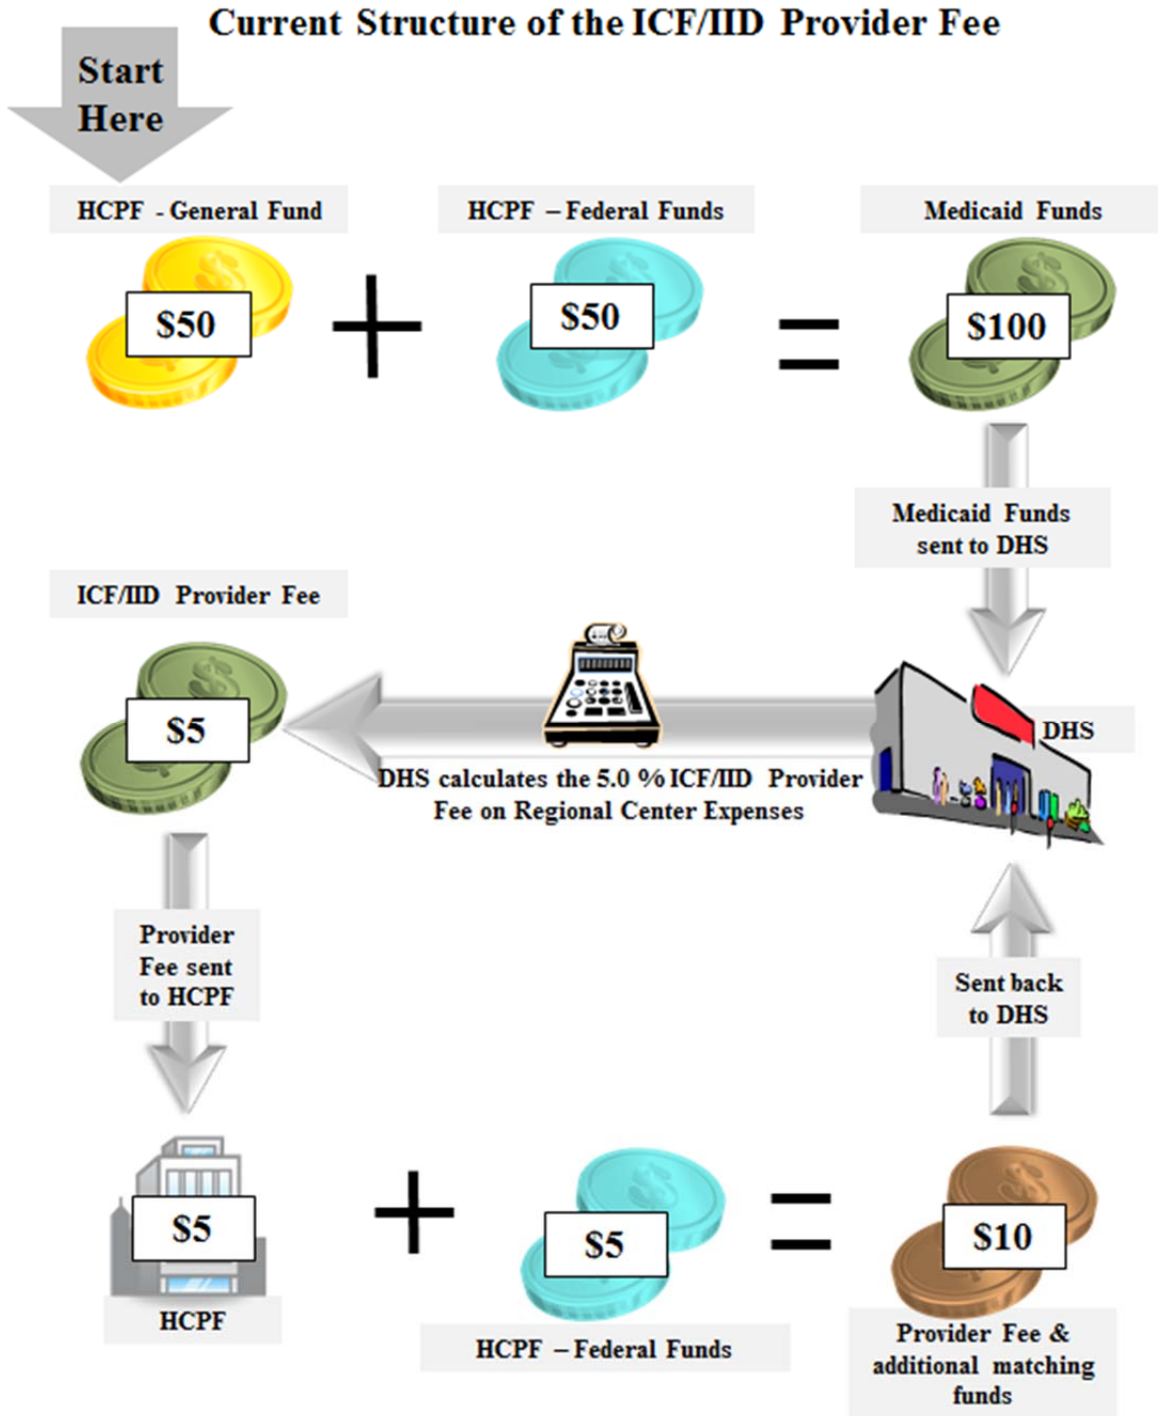 Current Structure of the ICF/IID Provider Fee
Start
Here
HCPF - General Fund
HCPF – Federal Funds
Medicaid Funds
$50
+
$50
=
$100
Medicaid Funds
sent to DHS
ICF/IID Provider Fee
$5
DHS
DHS calculates the 5.0 % ICF/IID Provider
Fee on Regional Center Expenses
Provider
Fee sent
to HCPF
Sent back
to DHS
$5
+
$5
=
$10
HCPF
HCPF – Federal Funds
Provider Fee &
additional matching
funds